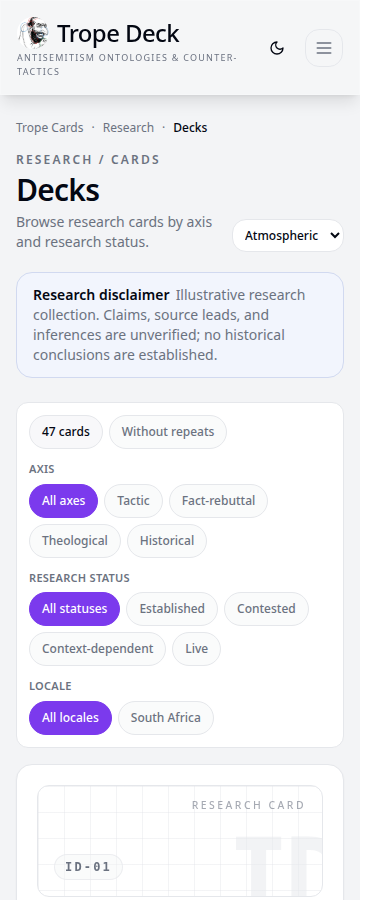 Trope Deck
ANTISEMITISM ONTOLOGIES & COUNTER-
TACTICS
Trope Cards · Research · Decks
RESEARCH / CARDS
Decks
Browse research cards by axis
and research status.
Atmospheric
Research disclaimer Illustrative research
collection. Claims, source leads, and
inferences are unverified; no historical
conclusions are established.
47 cards Without repeats
AXIS
All axes Tactic Fact-rebuttal
Theological Historical
RESEARCH STATUS
All statuses Established Contested
Context-dependent Live
LOCALE
All locales South Africa
RESEARCH CARD
ID-01
ID